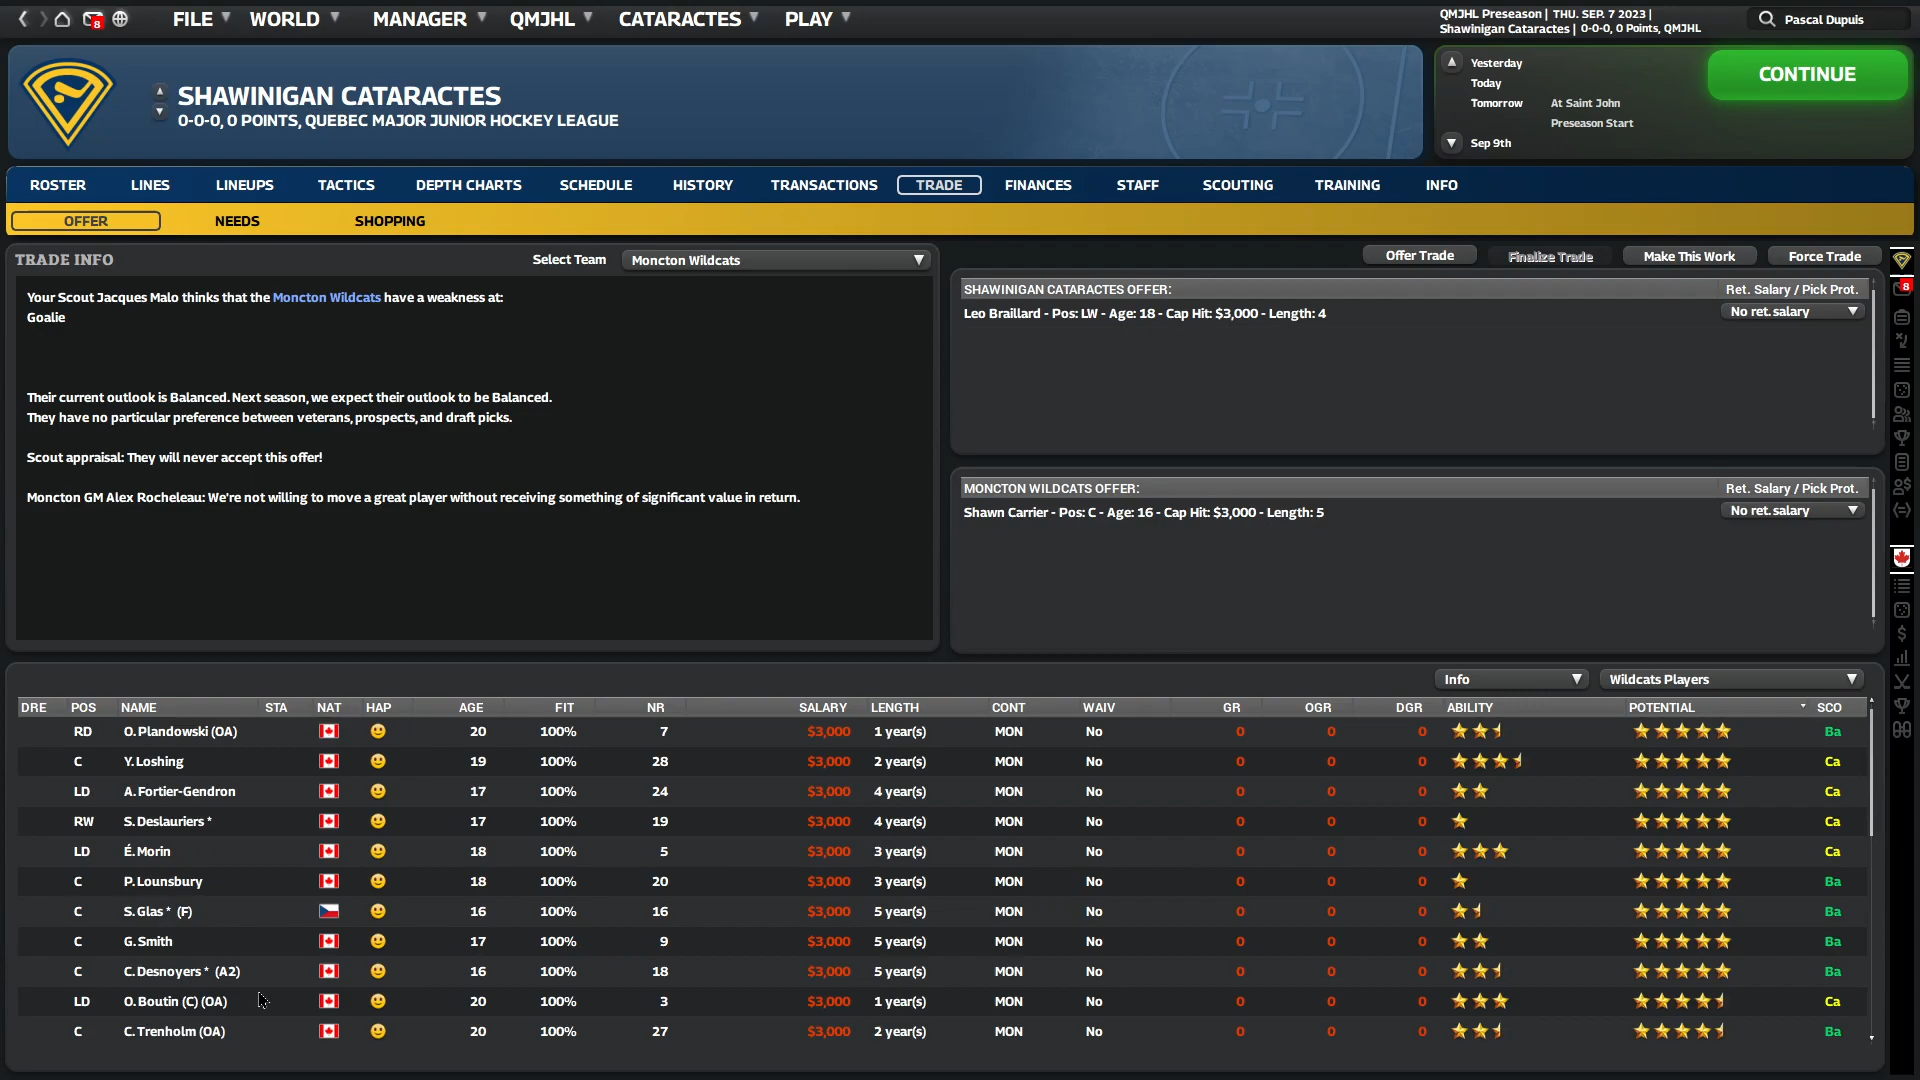 FILE WORLD MANAGER QMJHL CATARACTES PLAY
8
QMJHL Preseason | THU. SEP. 7 2023 |
Shawinigan Cataractes | 0-0-0, 0 Points, QMJHL
Pascal Dupuis
SHAWINIGAN CATARACTES
0-0-0, 0 POINTS, QUEBEC MAJOR JUNIOR HOCKEY LEAGUE
Yesterday
Today
Tomorrow At Saint John
Preseason Start
Sep 9th
CONTINUE
ROSTER LINES LINEUPS TACTICS DEPTH CHARTS SCHEDULE HISTORY TRANSACTIONS TRADE FINANCES STAFF SCOUTING TRAINING INFO
OFFER NEEDS SHOPPING
TRADE INFO Select Team Moncton Wildcats
Your Scout Jacques Malo thinks that the Moncton Wildcats have a weakness at:
Goalie
Their current outlook is Balanced. Next season, we expect their outlook to be Balanced.
They have no particular preference between veterans, prospects, and draft picks.
Scout appraisal: They will never accept this offer!
Moncton GM Alex Rocheleau: We're not willing to move a great player without receiving something of significant value in return.
Offer Trade Finalize Trade Make This Work Force Trade
SHAWINIGAN CATARACTES OFFER: Ret. Salary / Pick Prot.
Leo Braillard - Pos: LW - Age: 18 - Cap Hit: $3,000 - Length: 4 No ret. salary
MONCTON WILDCATS OFFER: Ret. Salary / Pick Prot.
Shawn Carrier - Pos: C - Age: 16 - Cap Hit: $3,000 - Length: 5 No ret. salary
8
Info Wildcats Players
DRE POS NAME STA NAT HAP AGE FIT NR SALARY LENGTH CONT WAIV GR OGR DGR ABILITY POTENTIAL SCO
RD O. Plandowski (OA) 20 100% 7 $3,000 1 year(s) MON No 0 0 0 Ba
C Y. Loshing 19 100% 28 $3,000 2 year(s) MON No 0 0 0 Ca
LD A. Fortier-Gendron 17 100% 24 $3,000 4 year(s) MON No 0 0 0 Ca
RW S. Deslauriers * 17 100% 19 $3,000 4 year(s) MON No 0 0 0 Ca
LD É. Morin 18 100% 5 $3,000 3 year(s) MON No 0 0 0 Ca
C P. Lounsbury 18 100% 20 $3,000 3 year(s) MON No 0 0 0 Ba
C S. Glas * (F) 16 100% 16 $3,000 5 year(s) MON No 0 0 0 Ba
C G. Smith 17 100% 9 $3,000 5 year(s) MON No 0 0 0 Ba
C C. Desnoyers * (A2) 16 100% 18 $3,000 5 year(s) MON No 0 0 0 Ba
LD O. Boutin (C) (OA) 20 100% 3 $3,000 1 year(s) MON No 0 0 0 Ca
C C. Trenholm (OA) 20 100% 27 $3,000 2 year(s) MON No 0 0 0 Ba